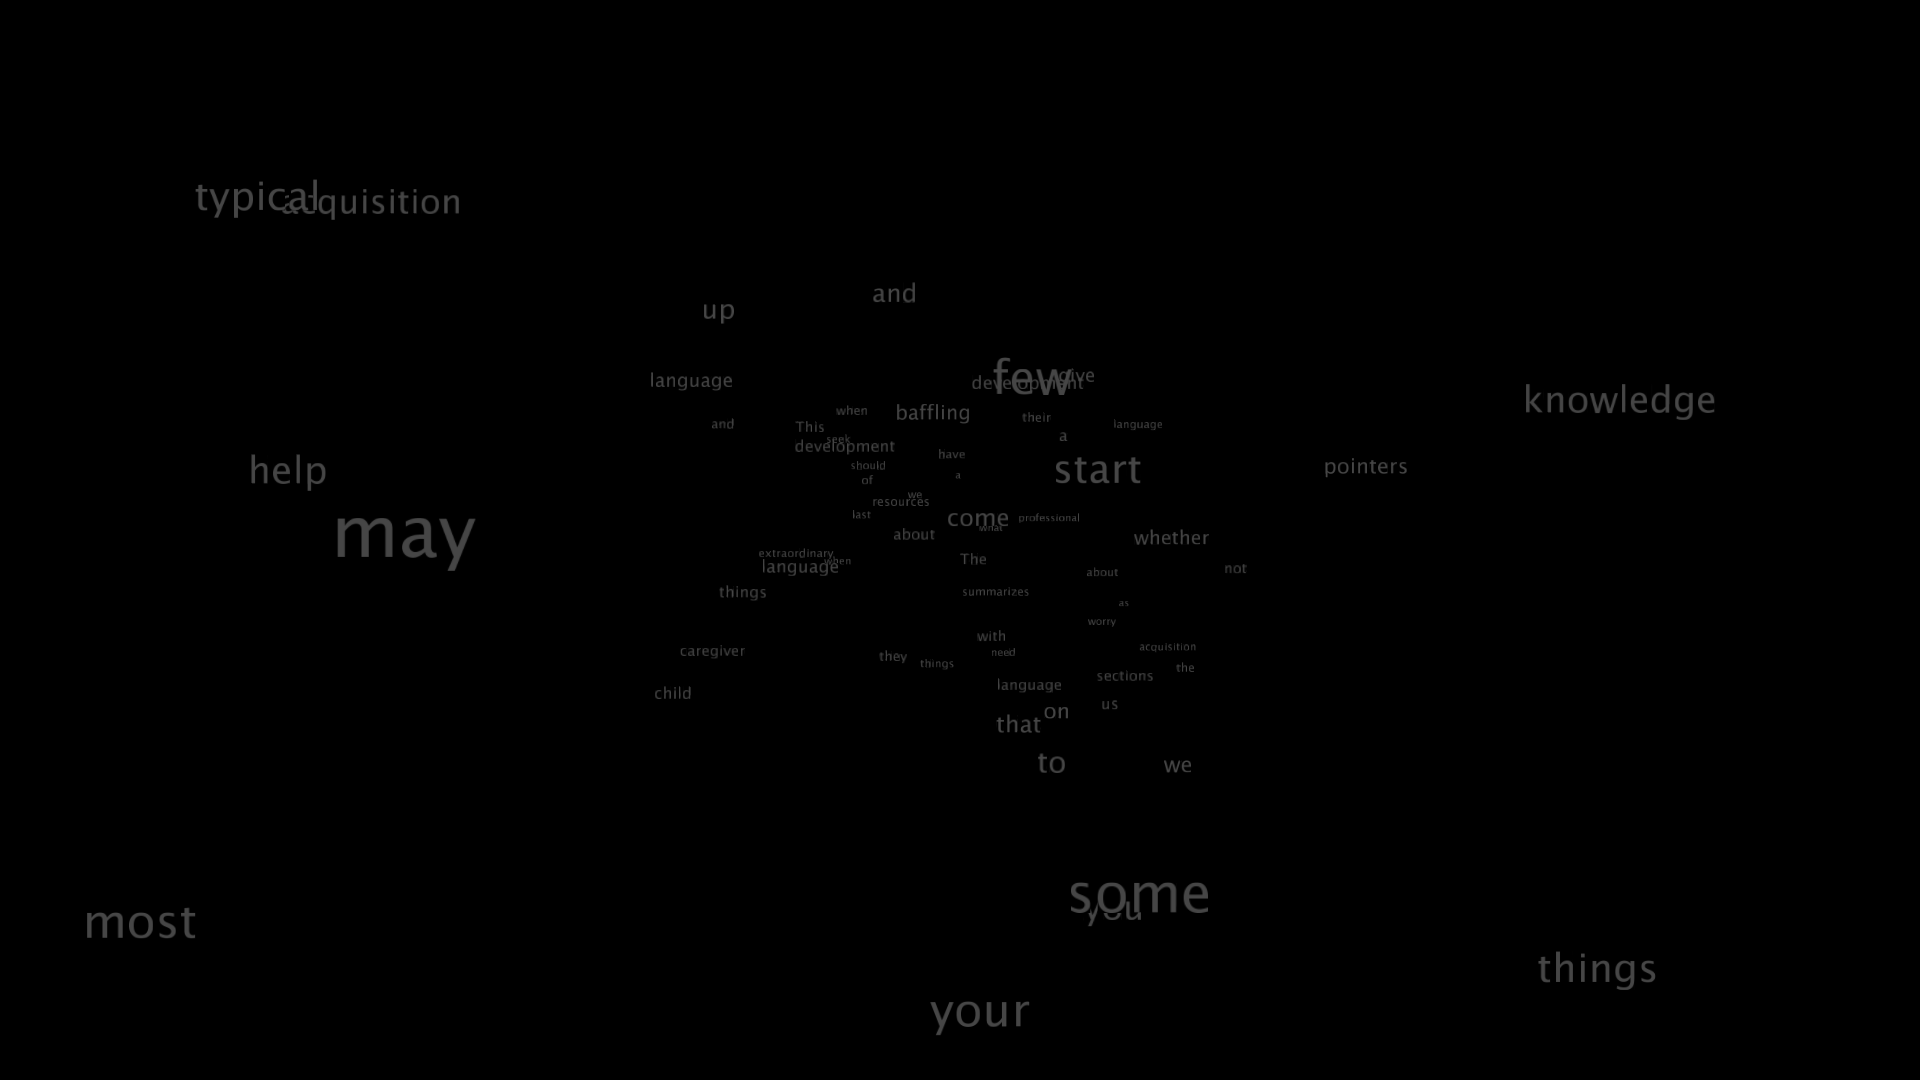 typical
acquisition
and
up
few
give
language
development
knowledge
when
baffling
their
and
This
language
seek
a
development
have
should
pointers
help
start
of
a
we
resources
last
come
professional
what
may
about
whether
extraordinary
The
when
language
not
about
things
summarizes
as
worry
with
acquisition
caregiver
need
they
things
the
sections
language
child
us
on
that
to
we
some
you
most
things
your